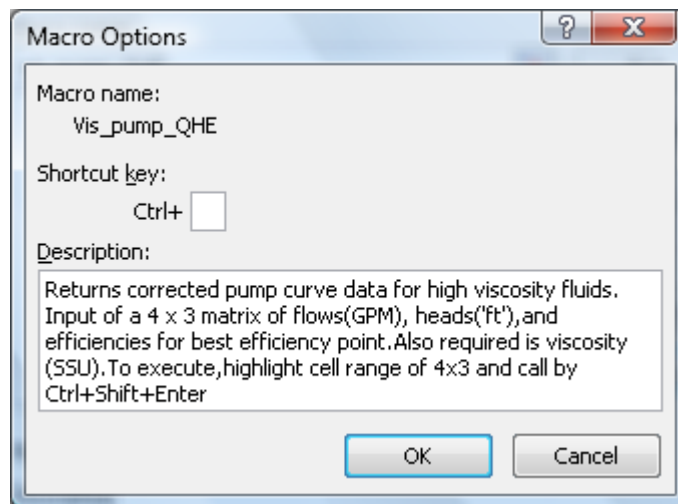 Macro Options
Macro name:
Vis_pump_QHE
Shortcut key:
Ctrl+
Description:
Returns corrected pump curve data for high viscosity fluids.
Input of a 4 x 3 matrix of flows(GPM), heads('ft'),and
efficiencies for best efficiency point.Also required is viscosity
(SSU).To execute,highlight cell range of 4x3 and call by
Ctrl+Shift+Enter
OK
Cancel